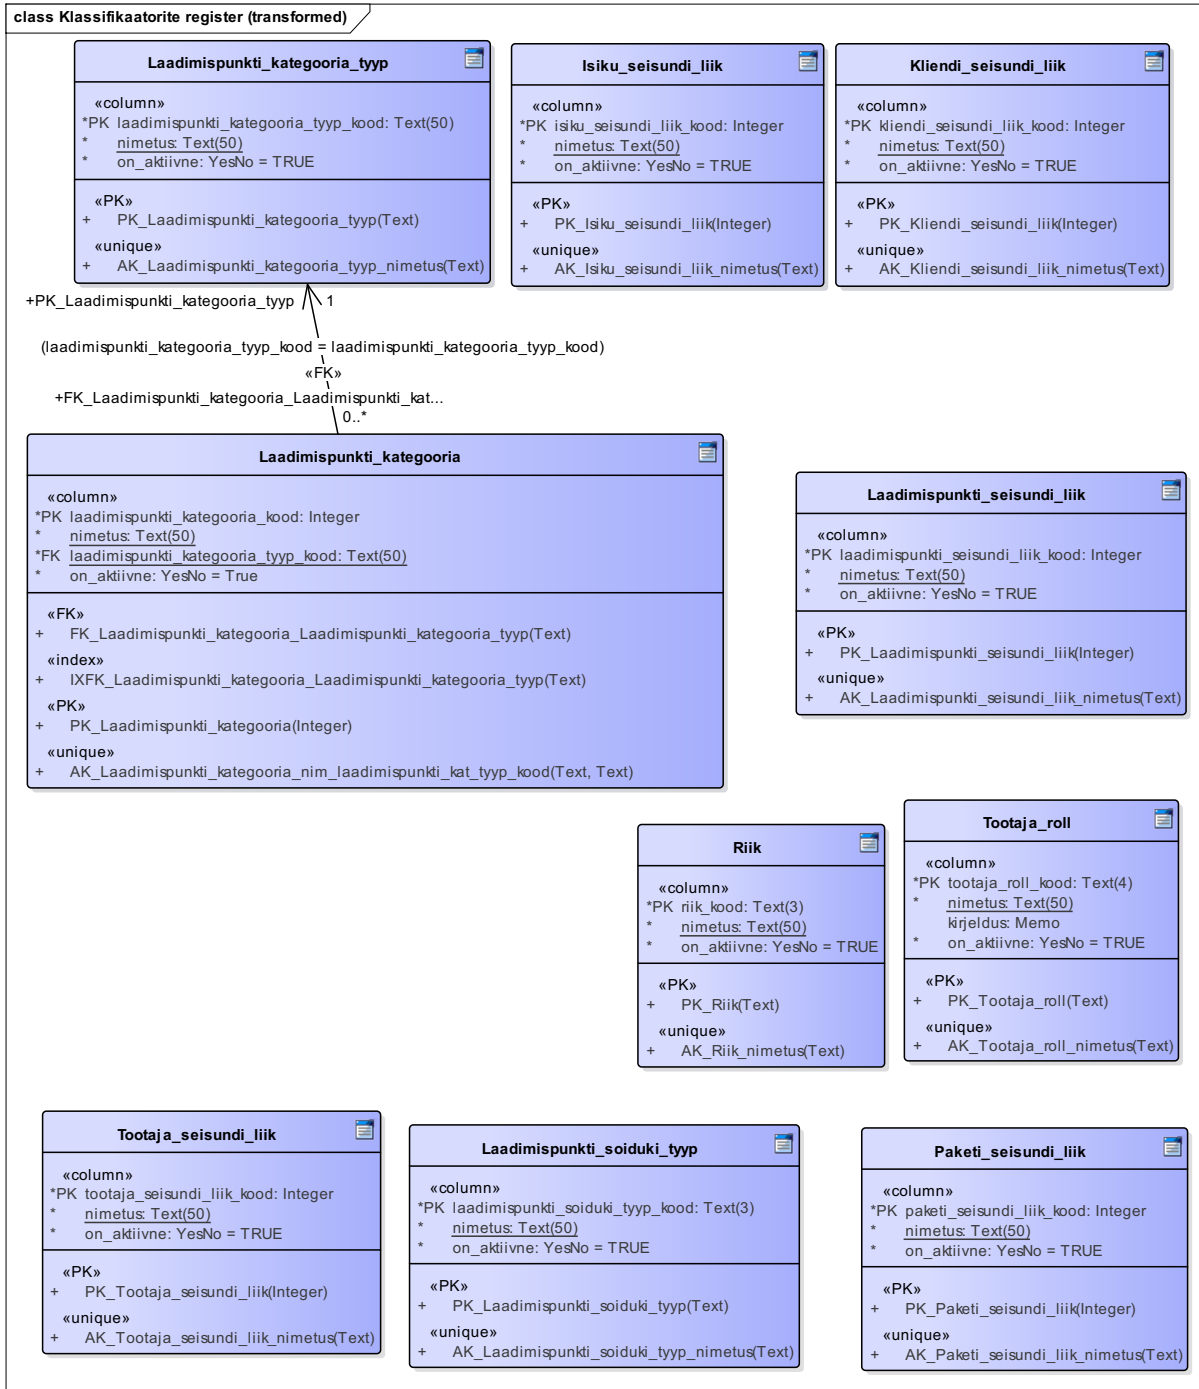 class Klassifikaatorite register (transformed)
Laadimispunkti_kategooria_tyyp
«column»
*PK laadimispunkti_kategooria_tyyp_kood: Text(50)
* nimetus: Text(50)
* on_aktiivne: YesNo = TRUE
«PK»
+ PK_Laadimispunkti_kategooria_tyyp(Text)
«unique»
+ AK_Laadimispunkti_kategooria_tyyp_nimetus(Text)
Isiku_seisundi_liik
«column»
*PK isiku_seisundi_liik_kood: Integer
* nimetus: Text(50)
* on_aktiivne: YesNo = TRUE
«PK»
+ PK_Isiku_seisundi_liik(Integer)
«unique»
+ AK_Isiku_seisundi_liik_nimetus(Text)
Kliendi_seisundi_liik
«column»
*PK kliendi_seisundi_liik_kood: Integer
* nimetus: Text(50)
* on_aktiivne: YesNo = TRUE
«PK»
+ PK_Kliendi_seisundi_liik(Integer)
«unique»
+ AK_Kliendi_seisundi_liik_nimetus(Text)
+PK_Laadimispunkti_kategooria_tyyp 1
(laadimispunkti_kategooria_tyyp_kood = laadimispunkti_kategooria_tyyp_kood)
«FK»
+FK_Laadimispunkti_kategooria_Laadimispunkti_kat...
0..*
Laadimispunkti_kategooria
«column»
*PK laadimispunkti_kategooria_kood: Integer
* nimetus: Text(50)
*FK laadimispunkti_kategooria_tyyp_kood: Text(50)
* on_aktiivne: YesNo = True
«FK»
+ FK_Laadimispunkti_kategooria_Laadimispunkti_kategooria_tyyp(Text)
«index»
+ IXFK_Laadimispunkti_kategooria_Laadimispunkti_kategooria_tyyp(Text)
«PK»
+ PK_Laadimispunkti_kategooria(Integer)
«unique»
+ AK_Laadimispunkti_kategooria_nim_laadimispunkti_kat_typ_kood(Text, Text)
Laadimispunkti_seisundi_liik
«column»
*PK laadimispunkti_seisundi_liik_kood: Integer
* nimetus: Text(50)
* on_aktiivne: YesNo = TRUE
«PK»
+ PK_Laadimispunkti_seisundi_liik(Integer)
«unique»
+ AK_Laadimispunkti_seisundi_liik_nimetus(Text)
Riik
«column»
*PK riik_kood: Text(3)
* nimetus: Text(50)
* on_aktiivne: YesNo = TRUE
«PK»
+ PK_Riik(Text)
«unique»
+ AK_Riik_nimetus(Text)
Tootaja_roll
«column»
*PK tootaja_roll_kood: Text(4)
* nimetus: Text(50)
kirjeldus: Memo
* on_aktiivne: YesNo = TRUE
«PK»
+ PK_Tootaja_roll(Text)
«unique»
+ AK_Tootaja_roll_nimetus(Text)
Tootaja_seisundi_liik
«column»
*PK tootaja_seisundi_liik_kood: Integer
* nimetus: Text(50)
* on_aktiivne: YesNo = TRUE
«PK»
+ PK_Tootaja_seisundi_liik(Integer)
«unique»
+ AK_Tootaja_seisundi_liik_nimetus(Text)
Laadimispunkti_soiduki_tyyp
«column»
*PK laadimispunkti_soiduki_tyyp_kood: Text(3)
* nimetus: Text(50)
* on_aktiivne: YesNo = TRUE
«PK»
+ PK_Laadimispunkti_soiduki_tyyp(Text)
«unique»
+ AK_Laadimispunkti_soiduki_tyyp_nimetus(Text)
Paketi_seisundi_liik
«column»
*PK paketi_seisundi_liik_kood: Integer
* nimetus: Text(50)
* on_aktiivne: YesNo = TRUE
«PK»
+ PK_Paketi_seisundi_liik(Integer)
«unique»
+ AK_Paketi_seisundi_liik_nimetus(Text)